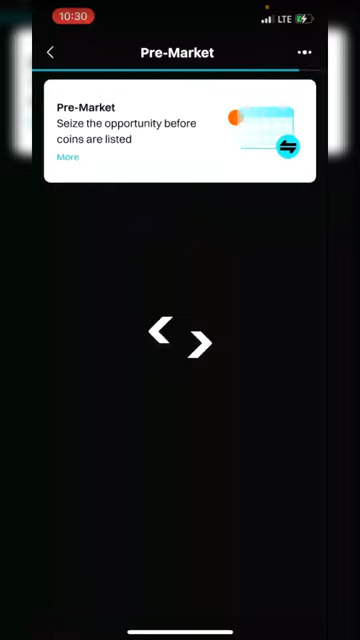 10:30
LTE
Pre-Market
Pre-Market
Seize the opportunity before
coins are listed
More